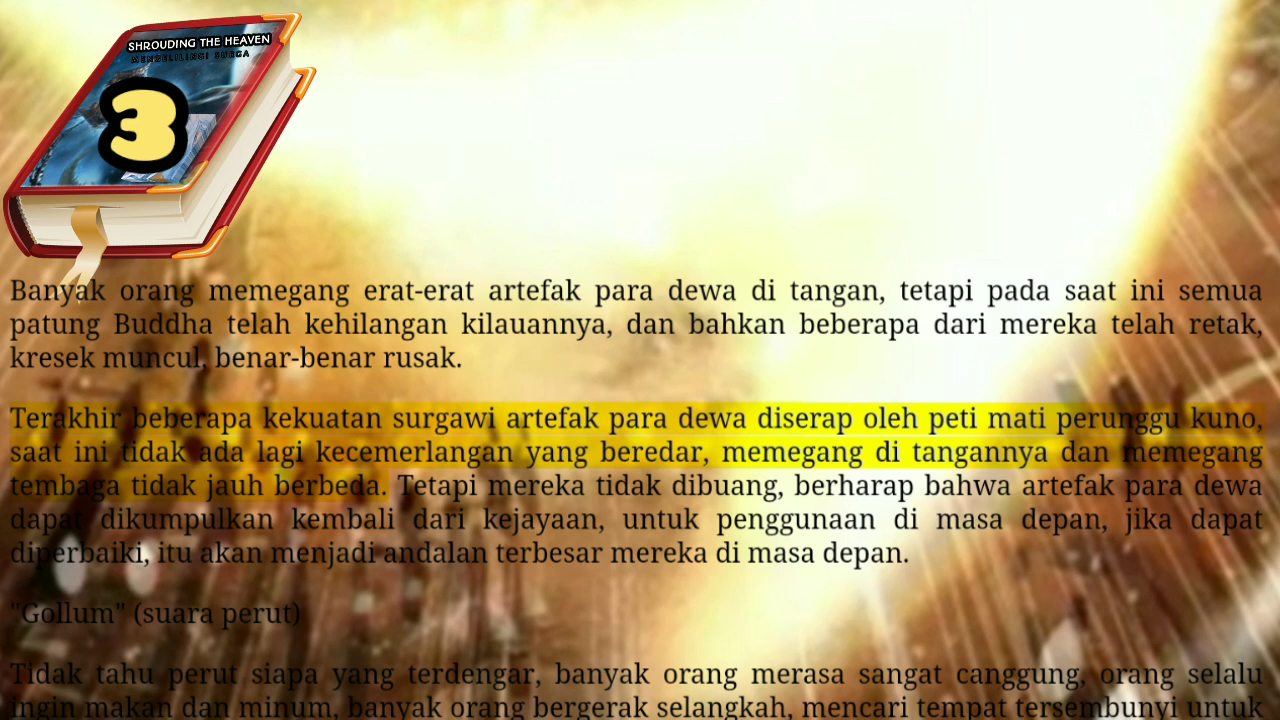 SHROUDING THE HEAVEN
MENGELILINGI SURGA
3
Banyak orang memegang erat-erat artefak para dewa di tangan, tetapi pada saat ini semua
patung Buddha telah kehilangan kilauannya, dan bahkan beberapa dari mereka telah retak,
kresek muncul, benar-benar rusak.
Terakhir beberapa kekuatan surgawi artefak para dewa diserap oleh peti mati perunggu kuno,
saat ini tidak ada lagi kecemerlangan yang beredar, memegang di tangannya dan memegang
tembaga tidak jauh berbeda. Tetapi mereka tidak dibuang, berharap bahwa artefak para dewa
dapat dikumpulkan kembali dari kejayaan, untuk penggunaan di masa depan, jika dapat
diperbaiki, itu akan menjadi andalan terbesar mereka di masa depan.
"Gollum" (suara perut)
Tidak tahu perut siapa yang terdengar, banyak orang merasa sangat canggung, orang selalu
ingin makan dan minum, banyak orang bergerak selangkah, mencari tempat tersembunyi untuk